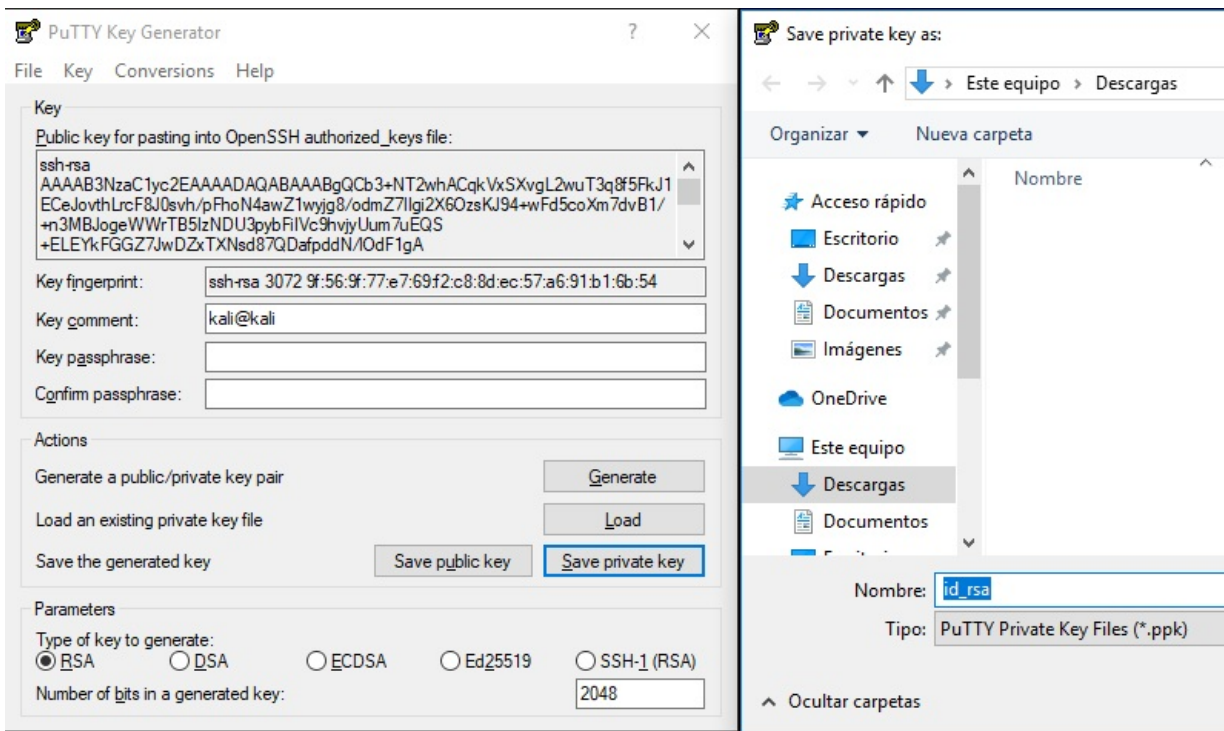 PuTTY Key Generator
File Key Conversions Help
Key
Public key for pasting into OpenSSH authorized_keys file:
ssh-rsa
AAAAB3NzaC1yc2EAAAADAQABAAABgQCb3+NT2whACqkVxSXvgL2wuT3q8f5FkJ1
ECeJovthLrcF8J0svh/pFhoN4awZ1wyjg8/odmZ7lIgi2X6OzsKJ94+wFd5coXm7dvB1/
+n3MBJogeWWrTB5IzNDU3pybFiIVc9hvjyUum7uEQS
+ELEYkFGGZ7JwDZxTXNsd87QDafpddN/lOdF1gA
Key fingerprint: ssh-rsa 3072 9f:56:9f:77:e7:69:f2:c8:8d:ec:57:a6:91:b1:6b:54
Key comment: kali@kali
Key passphrase:
Confirm passphrase:
Actions
Generate a public/private key pair Generate
Load an existing private key file Load
Save the generated key Save public key Save private key
Parameters
Type of key to generate:
RSA DSA ECDSA Ed25519 SSH-1 (RSA)
Number of bits in a generated key: 2048
Save private key as:
Este equipo > Descargas
Organizar Nueva carpeta
Nombre
Acceso rápido
Escritorio
Descargas
Documentos
Imágenes
OneDrive
Este equipo
Descargas
Documentos
Nombre: id_rsa
Tipo: PuTTY Private Key Files (*.ppk)
Ocultar carpetas